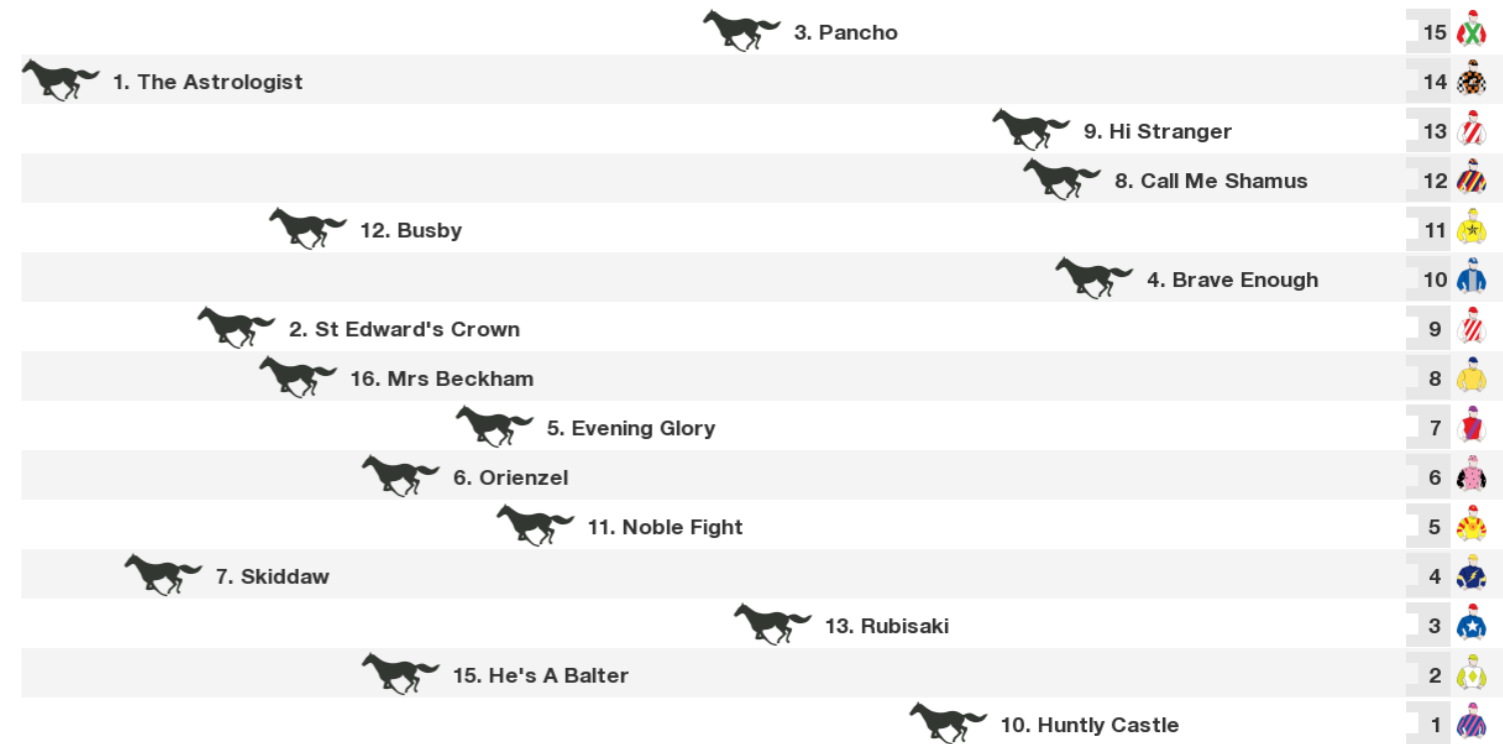 3. Pancho 15
1. The Astrologist 14
9. Hi Stranger 13
8. Call Me Shamus 12
12. Busby 11
4. Brave Enough 10
2. St Edward's Crown 9
16. Mrs Beckham 8
5. Evening Glory 7
6. Orienzel 6
11. Noble Fight 5
7. Skiddaw 4
13. Rubisaki 3
15. He's A Balter 2
10. Huntly Castle 1